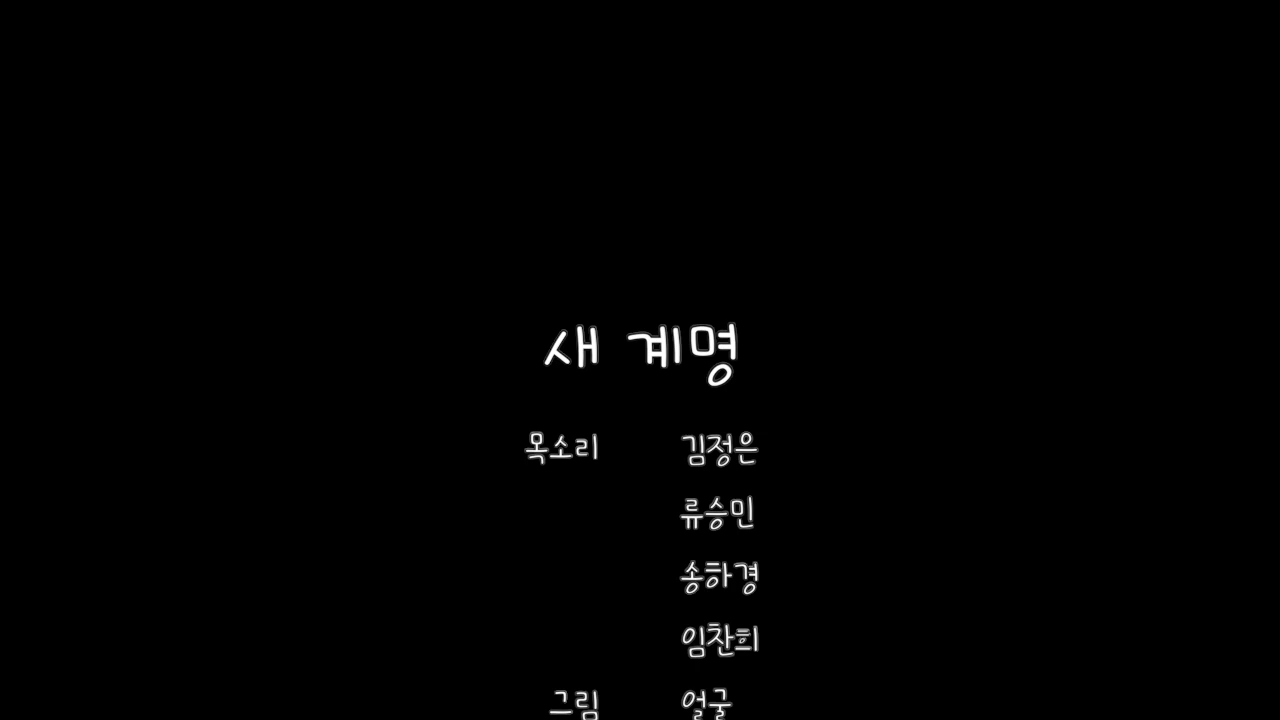 새 계명
목소리 김정은
류승민
송하경
임찬희
그림 얼굴